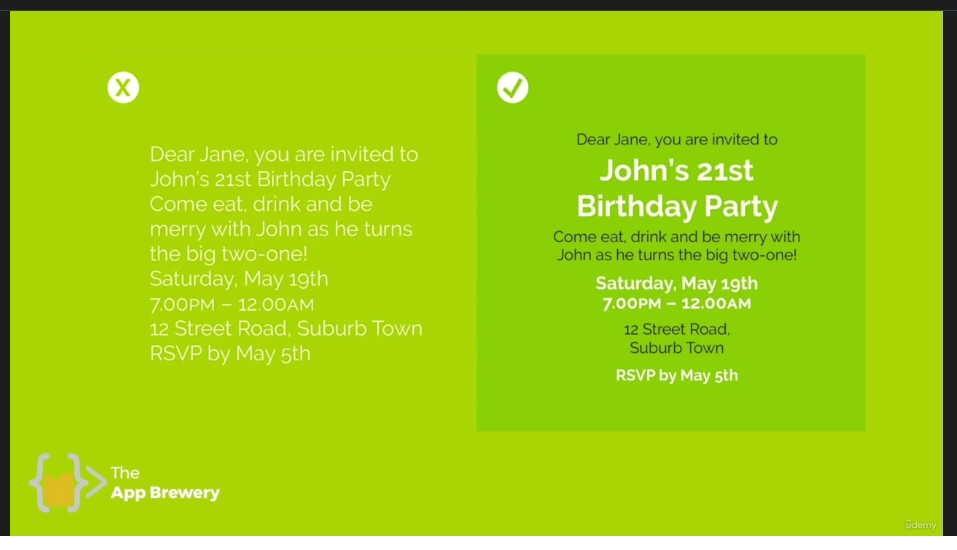 X
Dear Jane, you are invited to
John's 21st Birthday Party
Come eat, drink and be
merry with John as he turns
the big two-one!
Saturday, May 19th
7.00PM – 12.00AM
12 Street Road, Suburb Town
RSVP by May 5th
Dear Jane, you are invited to
John's 21st
Birthday Party
Come eat, drink and be merry with
John as he turns the big two-one!
Saturday, May 19th
7.00PM – 12.00AM
12 Street Road,
Suburb Town
RSVP by May 5th
The
App Brewery
ûdemy